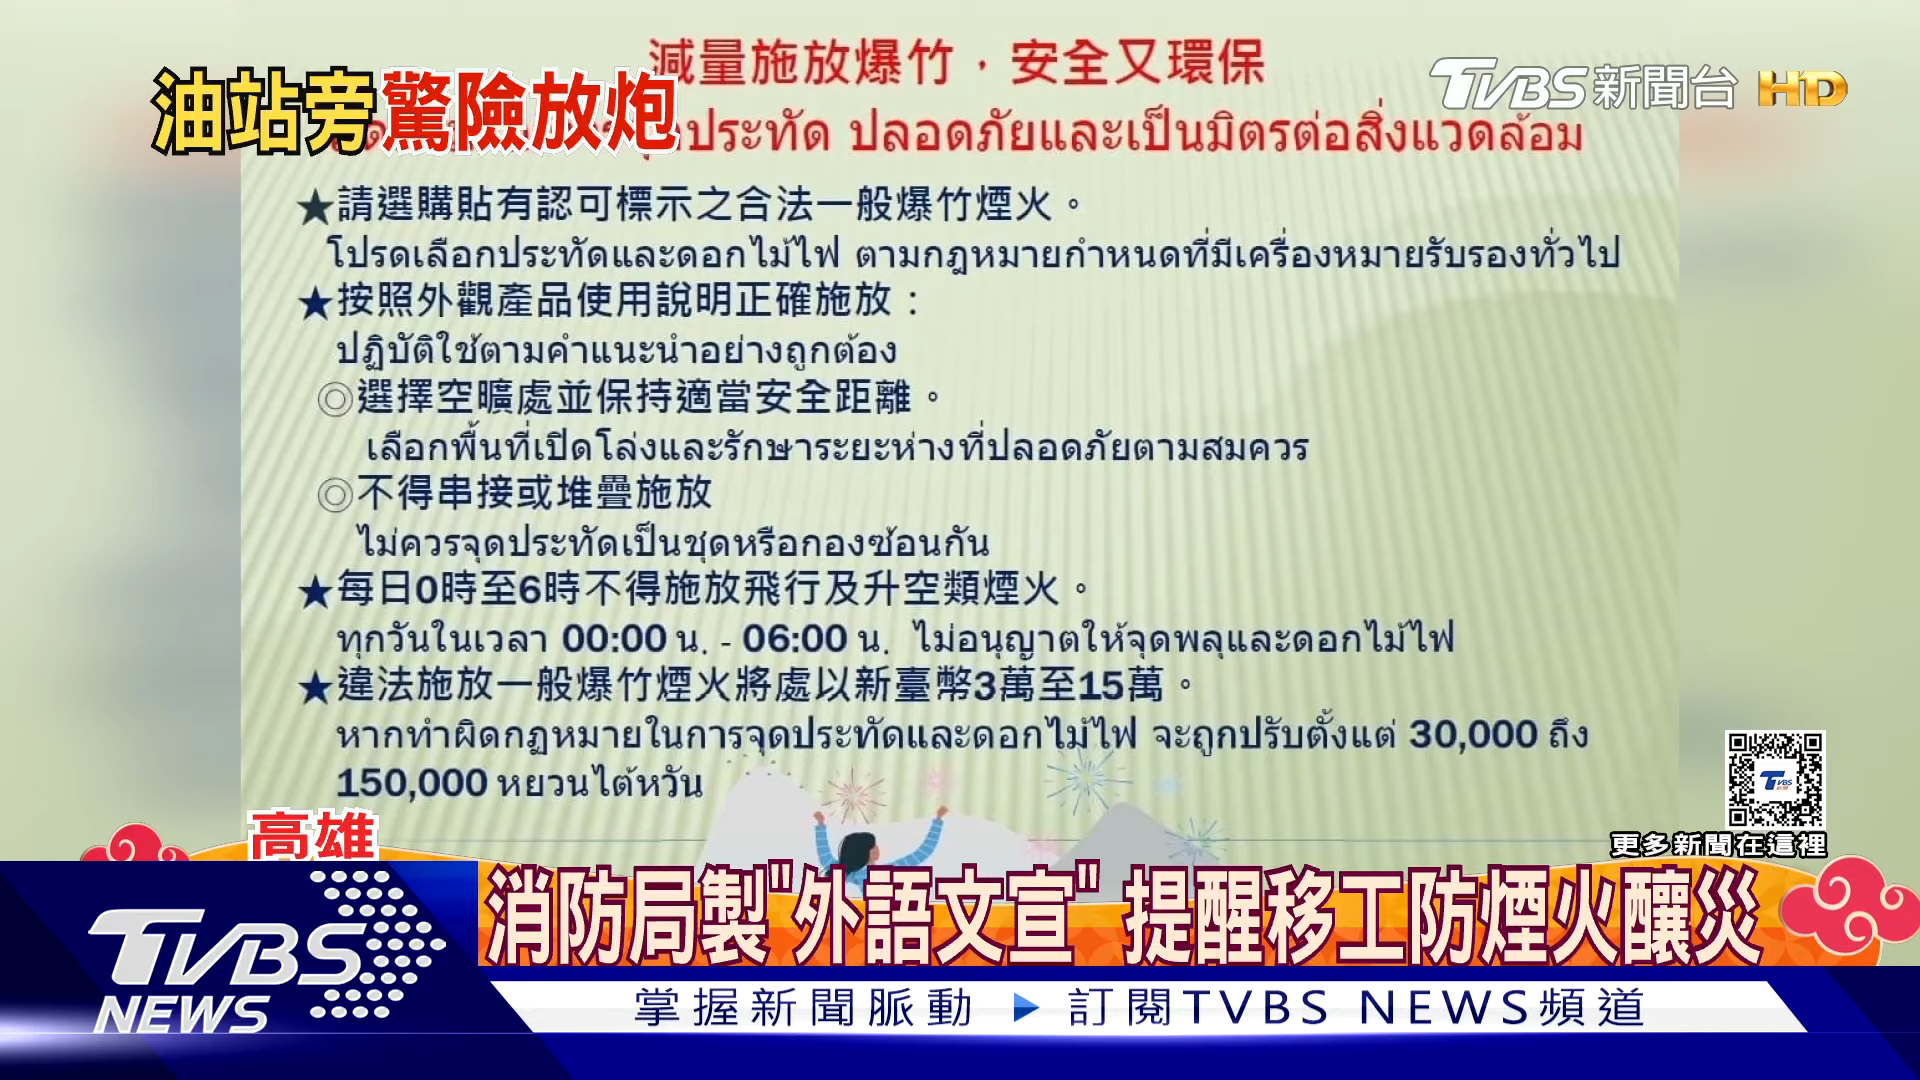 減量施放爆竹，安全又環保
油站旁驚險放炮
TVBS新聞台 HD
ประทัด ปลอดภัยและเป็นมิตรต่อสิ่งแวดล้อม
★請選購貼有認可標示之合法一般爆竹煙火。
โปรดเลือกประทัดและดอกไม้ไฟ ตามกฎหมายกำหนดที่มีเครื่องหมายรับรองทั่วไป
★按照外觀產品使用說明正確施放：
ปฏิบัติใช้ตามคำแนะนำอย่างถูกต้อง
◎選擇空曠處並保持適當安全距離。
เลือกพื้นที่เปิดโล่งและรักษาระยะห่างที่ปลอดภัยตามสมควร
◎不得串接或堆疊施放
ไม่ควรจุดประทัดเป็นชุดหรือกองซ้อนกัน
★每日0時至6時不得施放飛行及升空類煙火。
ทุกวันในเวลา 00:00 น. - 06:00 น. ไม่อนุญาตให้จุดพลุและดอกไม้ไฟ
★違法施放一般爆竹煙火將處以新臺幣3萬至15萬。
หากทำผิดกฎหมายในการจุดประทัดและดอกไม้ไฟ จะถูกปรับตั้งแต่ 30,000 ถึง
150,000 หยวนไต้หวัน
TVBS
新聞
更多新聞在這裡
高雄
消防局製"外語文宣" 提醒移工防煙火釀災
TVBS
NEWS
掌握新聞脈動 ▶ 訂閱TVBS NEWS頻道